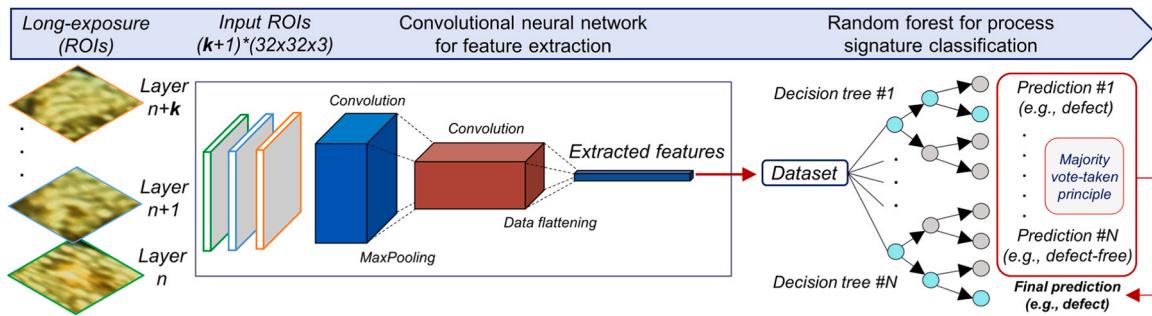 Long-exposure
(ROIs)
Input ROIs
(k+1)*(32x32x3)
Convolutional neural network
for feature extraction
Random forest for process
signature classification
Layer
n+k
Layer
n+1
Layer
n
Convolution
MaxPooling
Convolution
Data flattening
Extracted features
Dataset
Decision tree #1
Decision tree #N
Prediction #1
(e.g., defect)
Majority
vote-taken
principle
Prediction #N
(e.g., defect-free)
Final prediction
(e.g., defect)